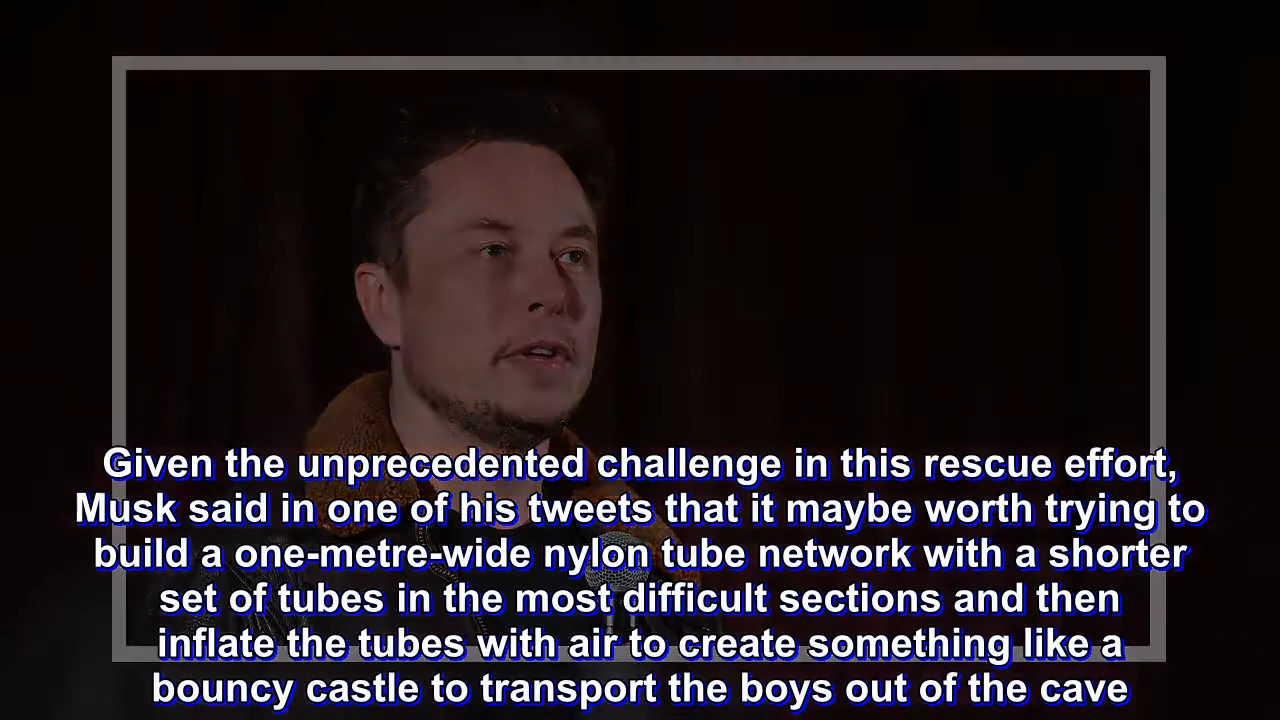 Given the unprecedented challenge in this rescue effort,
Musk said in one of his tweets that it maybe worth trying to
build a one-metre-wide nylon tube network with a shorter
set of tubes in the most difficult sections and then
inflate the tubes with air to create something like a
bouncy castle to transport the boys out of the cave